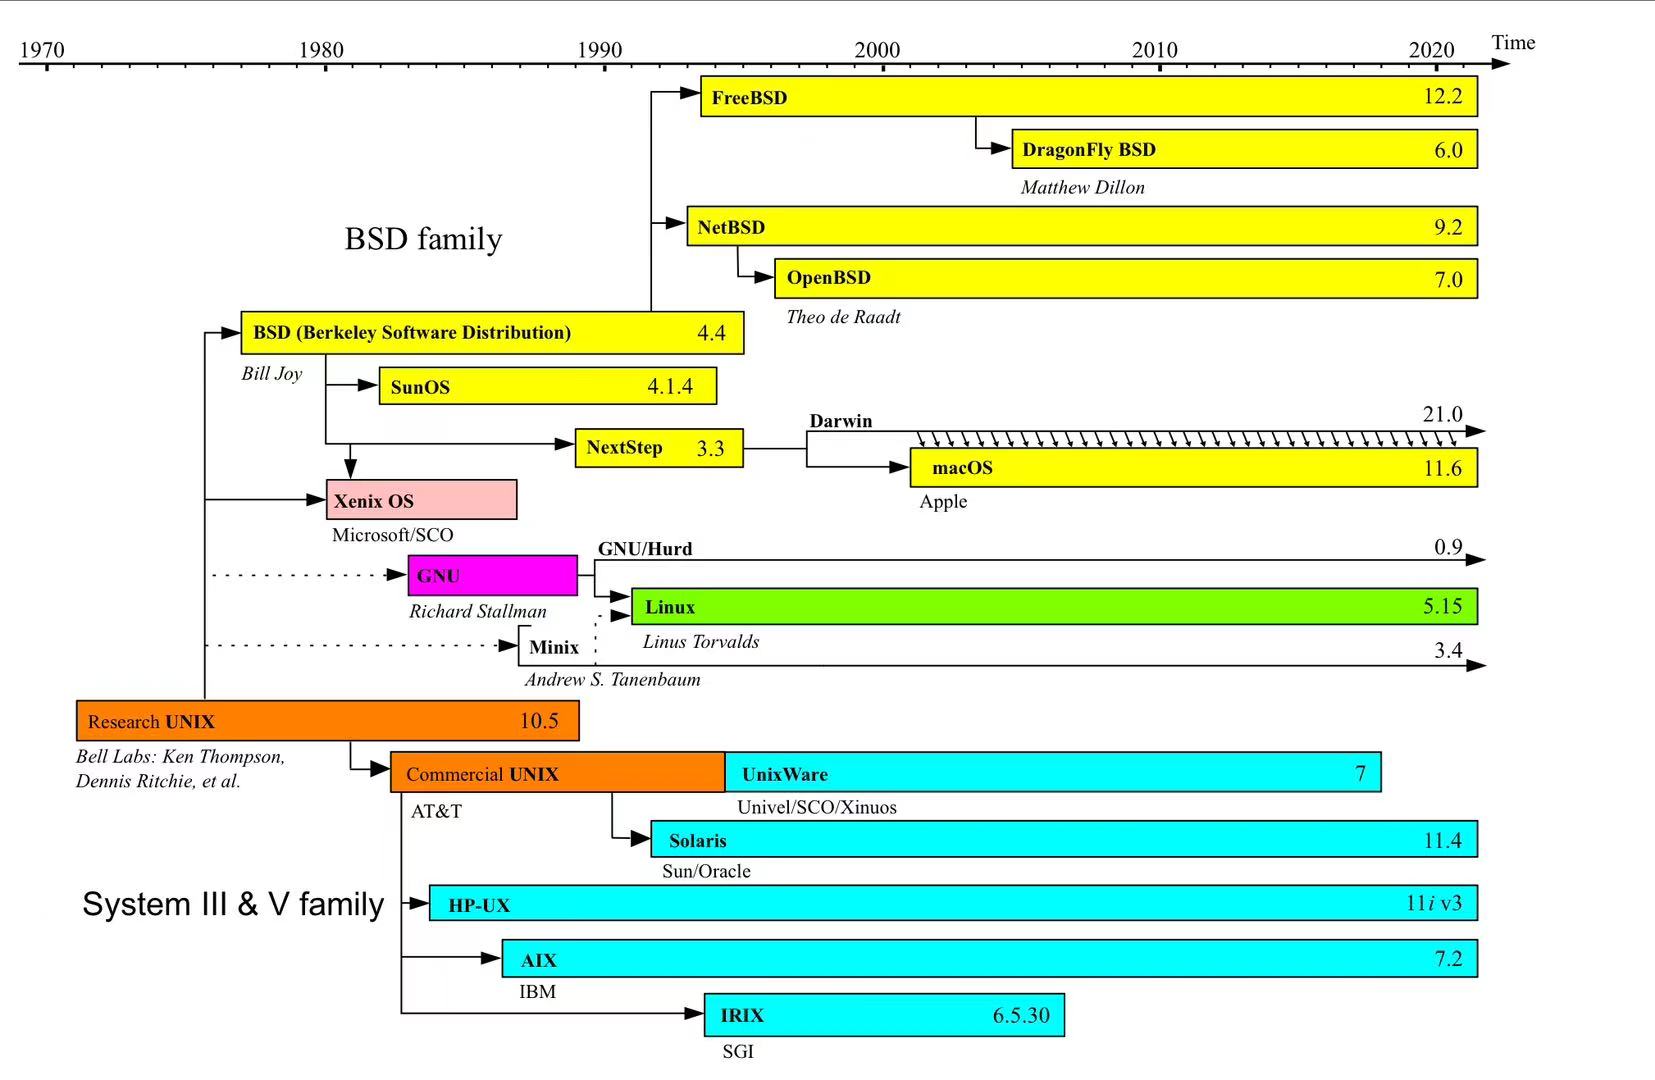 1970 1980 1990 2000 2010 2020 Time
FreeBSD 12.2
DragonFly BSD 6.0
Matthew Dillon
NetBSD 9.2
BSD family
OpenBSD 7.0
Theo de Raadt
BSD (Berkeley Software Distribution) 4.4
Bill Joy
SunOS 4.1.4
Darwin 21.0
NextStep 3.3
macOS 11.6
Apple
Xenix OS
Microsoft/SCO
GNU/Hurd 0.9
GNU
Richard Stallman
Linux 5.15
Linus Torvalds
Minix 3.4
Andrew S. Tanenbaum
Research UNIX 10.5
Bell Labs: Ken Thompson,
Dennis Ritchie, et al.
Commercial UNIX UnixWare 7
AT&T Univel/SCO/Xinuos
Solaris 11.4
Sun/Oracle
System III & V family
HP-UX 11i v3
AIX 7.2
IBM
IRIX 6.5.30
SGI